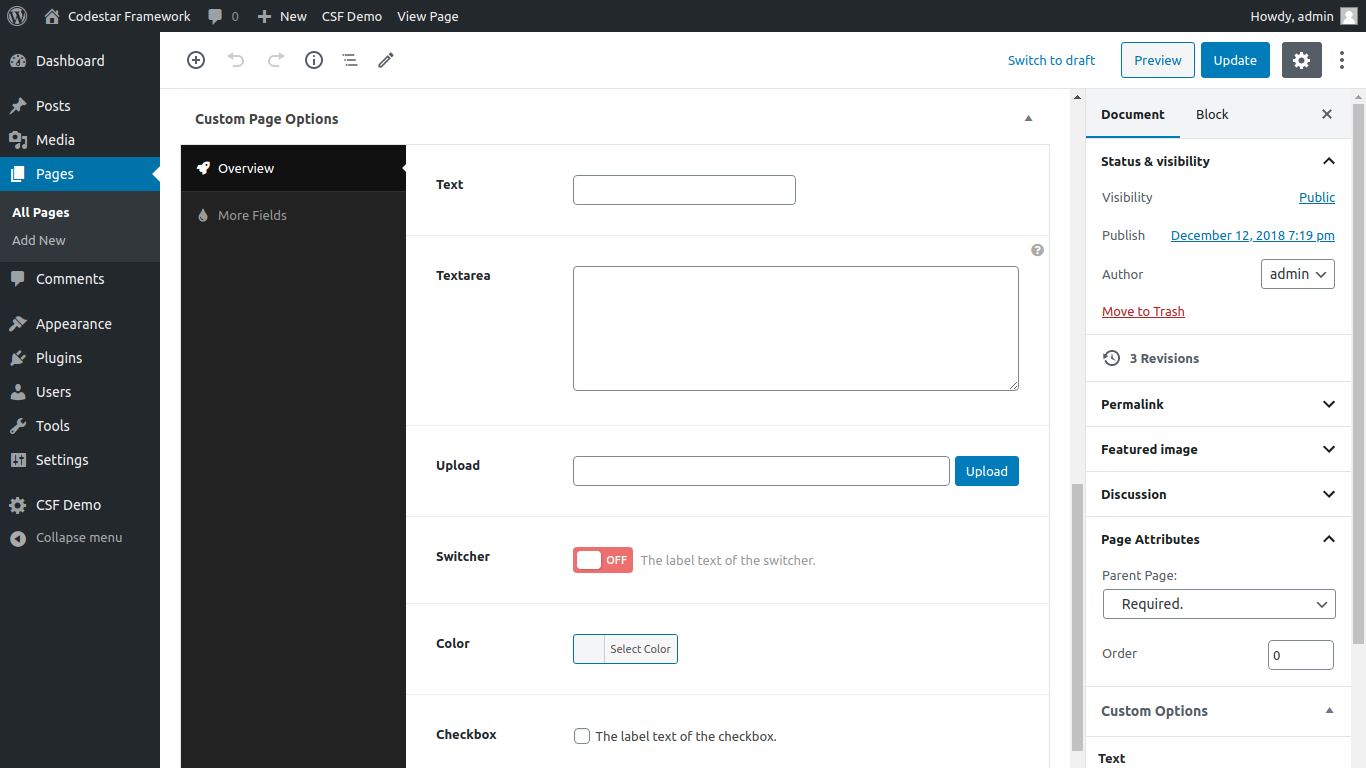 Codestar Framework 0 New CSF Demo View Page Howdy, admin
Dashboard
Posts
Media
Pages
All Pages
Add New
Comments
Appearance
Plugins
Users
Tools
Settings
CSF Demo
Collapse menu
Switch to draft Preview Update
Custom Page Options
Overview
More Fields
Text
Textarea
Upload Upload
Switcher OFF The label text of the switcher.
Color Select Color
Checkbox The label text of the checkbox.
Document Block
Status & visibility
Visibility Public
Publish December 12, 2018 7:19 pm
Author admin
Move to Trash
3 Revisions
Permalink
Featured image
Discussion
Page Attributes
Parent Page:
Required.
Order 0
Custom Options
Text